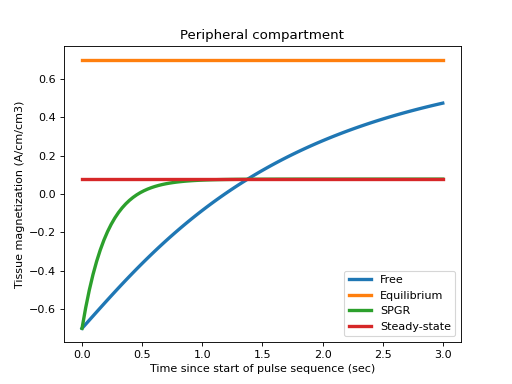 Peripheral compartment
Tissue magnetization (A/cm/cm3)
0.6
0.4
0.2
0.0
−0.2
−0.4
−0.6
Free
Equilibrium
SPGR
Steady-state
0.0 0.5 1.0 1.5 2.0 2.5 3.0
Time since start of pulse sequence (sec)